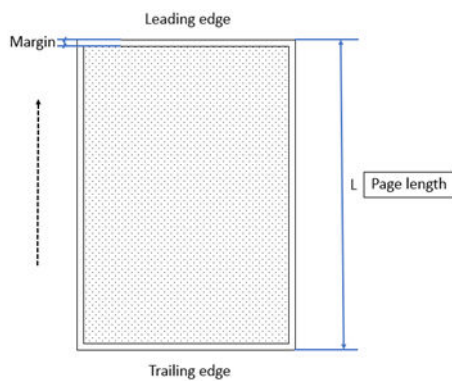 Leading edge
Margin
L
Page length
Trailing edge